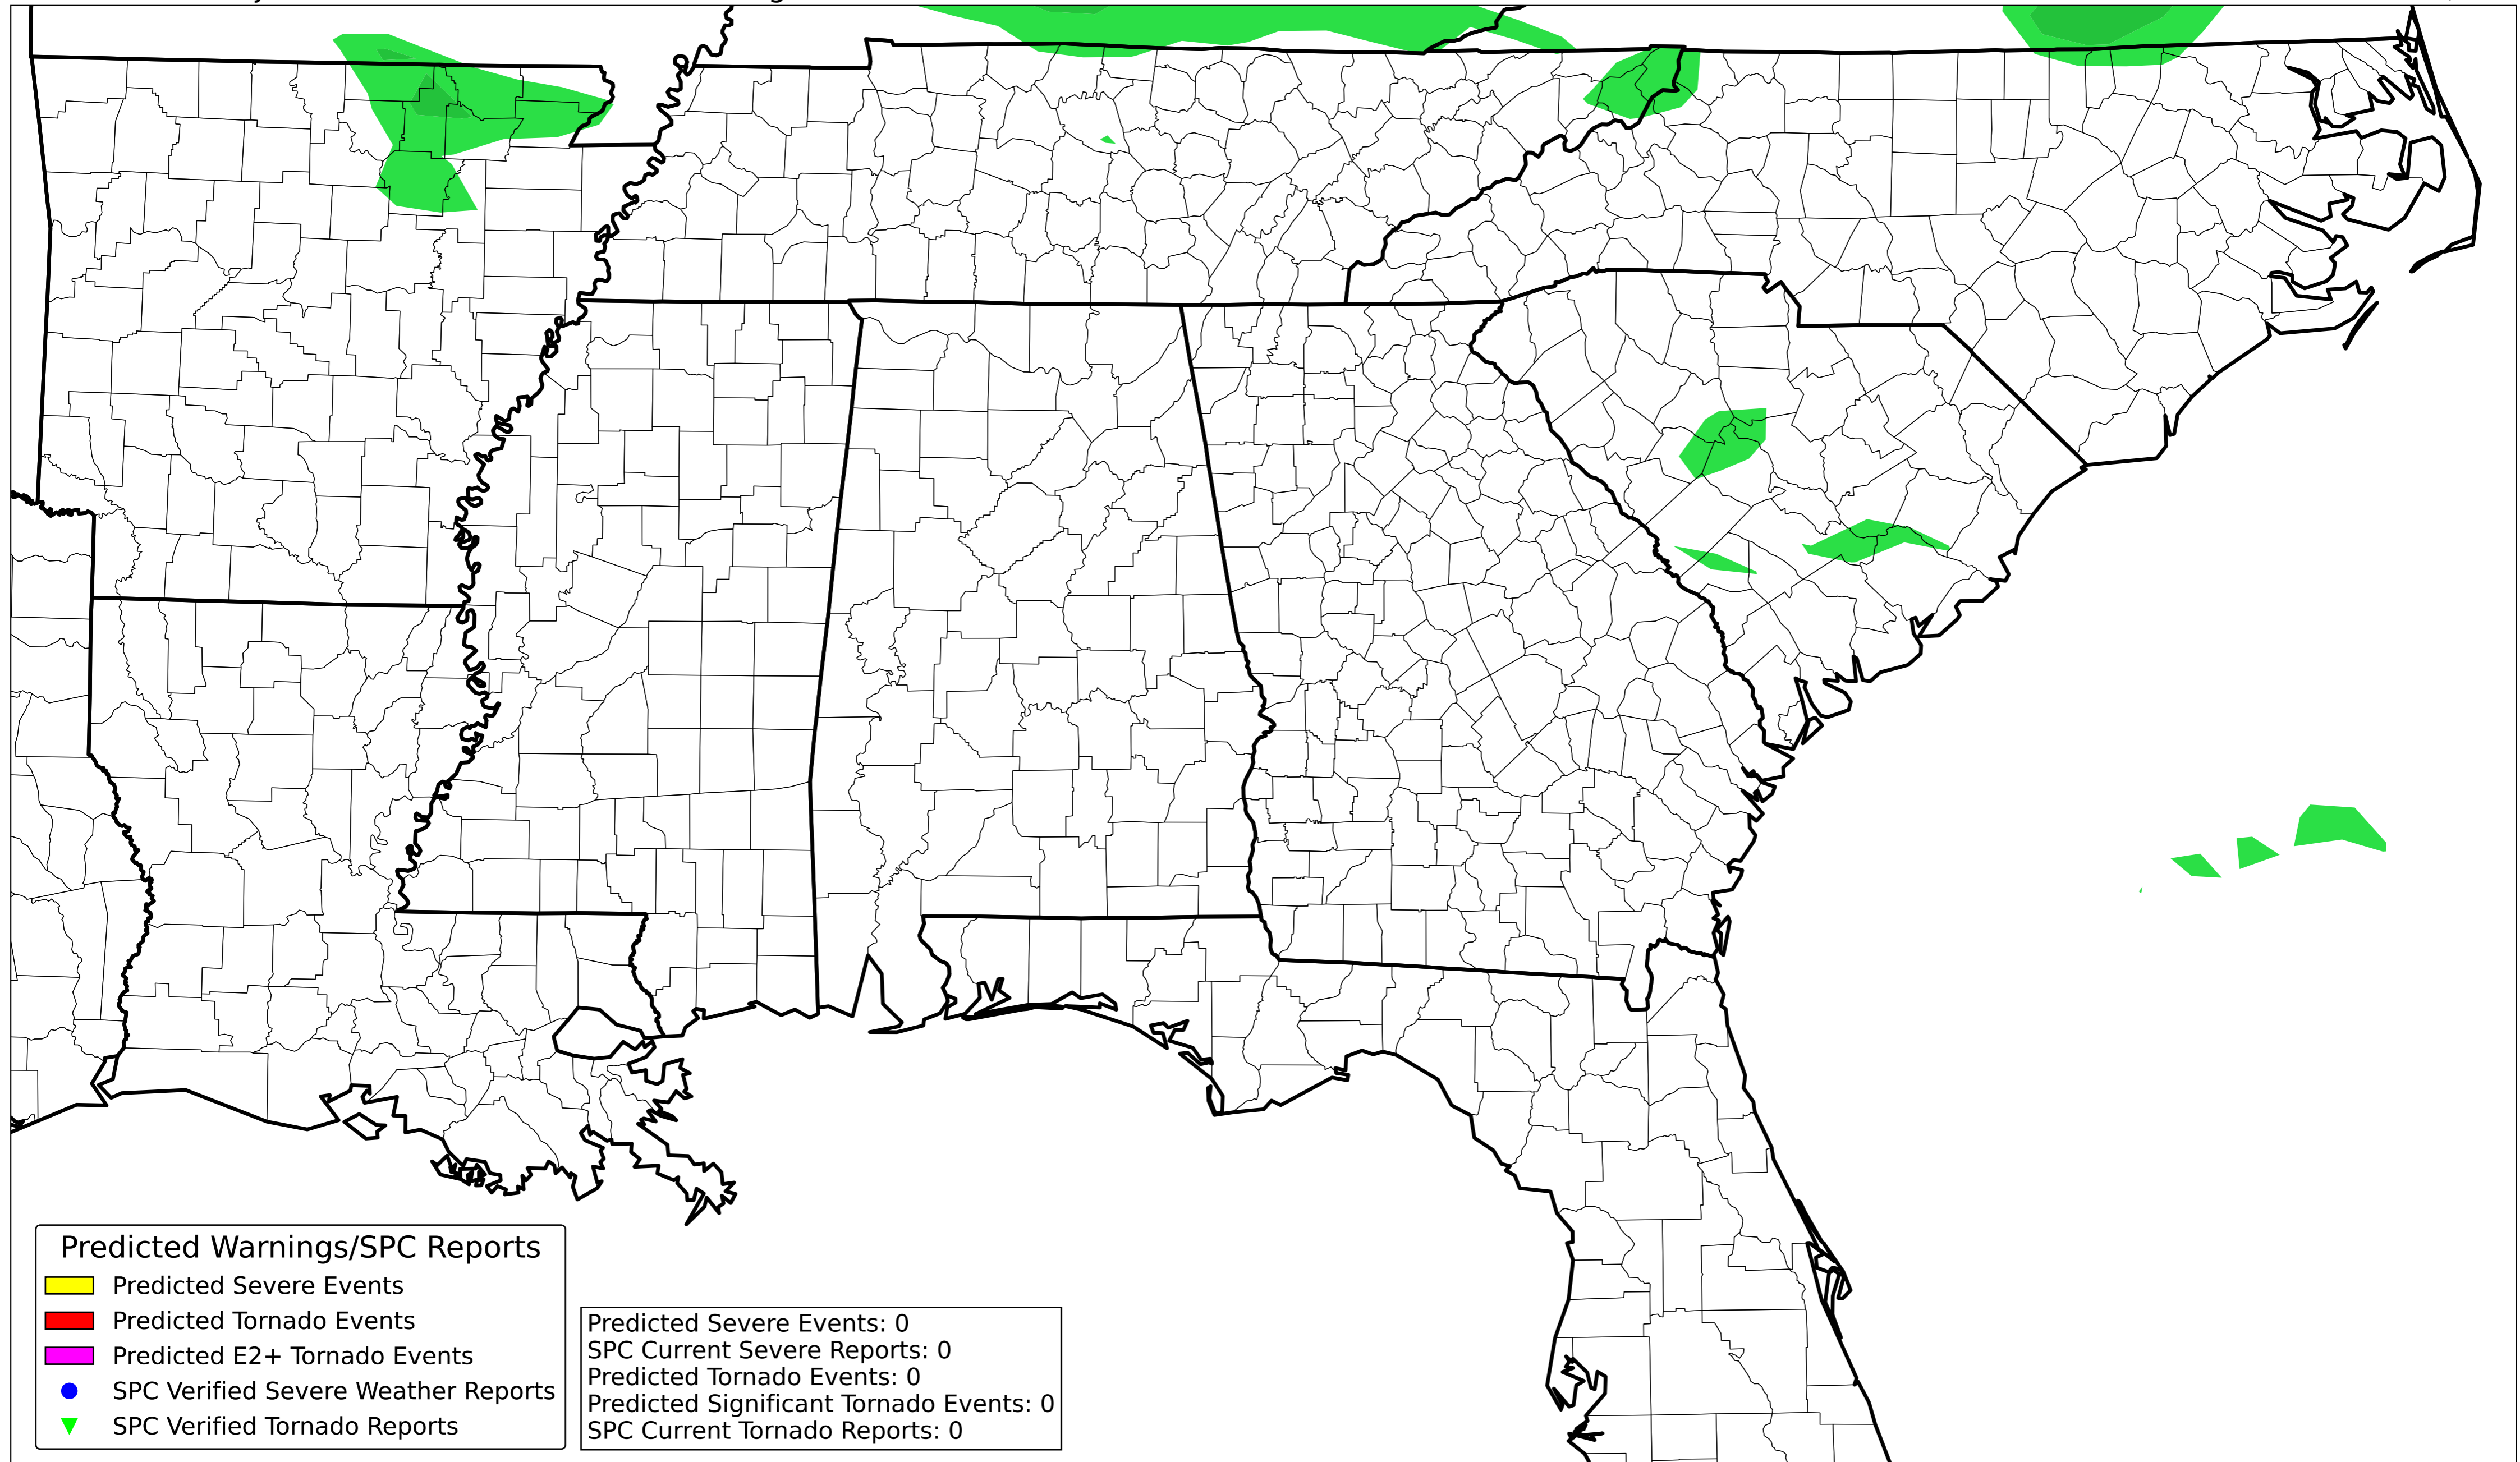 Predicted Warnings/SPC Reports
Predicted Severe Events
Predicted Tornado Events
Predicted E2+ Tornado Events
SPC Verified Severe Weather Reports
SPC Verified Tornado Reports
Predicted Severe Events: 0
SPC Current Severe Reports: 0
Predicted Tornado Events: 0
Predicted Significant Tornado Events: 0
SPC Current Tornado Reports: 0